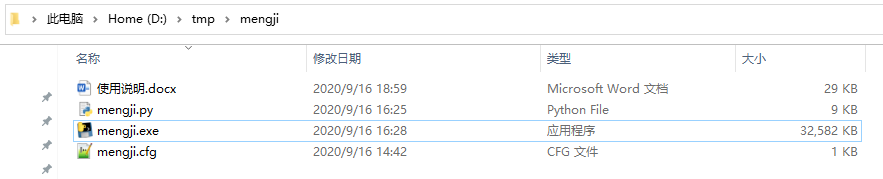 此电脑 > Home (D:) > tmp > mengji
名称 修改日期 类型 大小
使用说明.docx 2020/9/16 18:59 Microsoft Word 文档 29 KB
mengji.py 2020/9/16 16:25 Python File 9 KB
mengji.exe 2020/9/16 16:28 应用程序 32,582 KB
mengji.cfg 2020/9/16 14:42 CFG 文件 1 KB